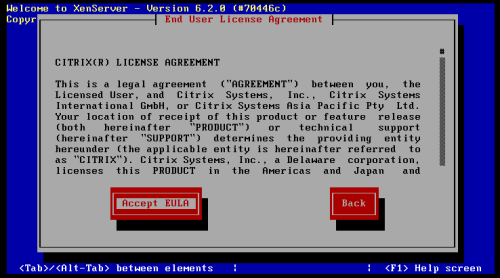 Welcome to XenServer - Version 6.2.0 (#70446c)
Copyr
End User License Agreement
CITRIX(R) LICENSE AGREEMENT
This is a legal agreement ("AGREEMENT") between you, the
Licensed User, and Citrix Systems, Inc., Citrix Systems
International GmbH, or Citrix Systems Asia Pacific Pty Ltd.
Your location of receipt of this product or feature release
(both hereinafter "PRODUCT") or technical support
(hereinafter "SUPPORT") determines the providing entity
hereunder (the applicable entity is hereinafter referred to
as "CITRIX"). Citrix Systems, Inc., a Delaware corporation,
licenses this PRODUCT in the Americas and Japan and
Accept EULA
Back
<Tab>/<Alt-Tab> between elements | | <F1> Help screen